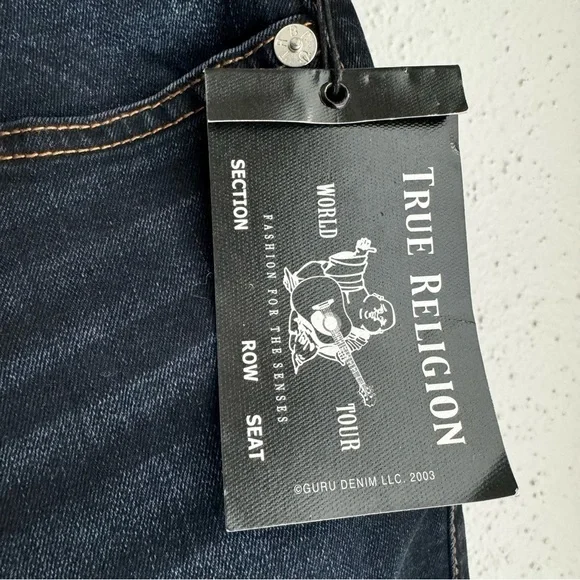 TRUE RELIGION
WORLD TOUR
FASHION FOR THE SENSES
SECTION ROW SEAT
©GURU DENIM LLC. 2003